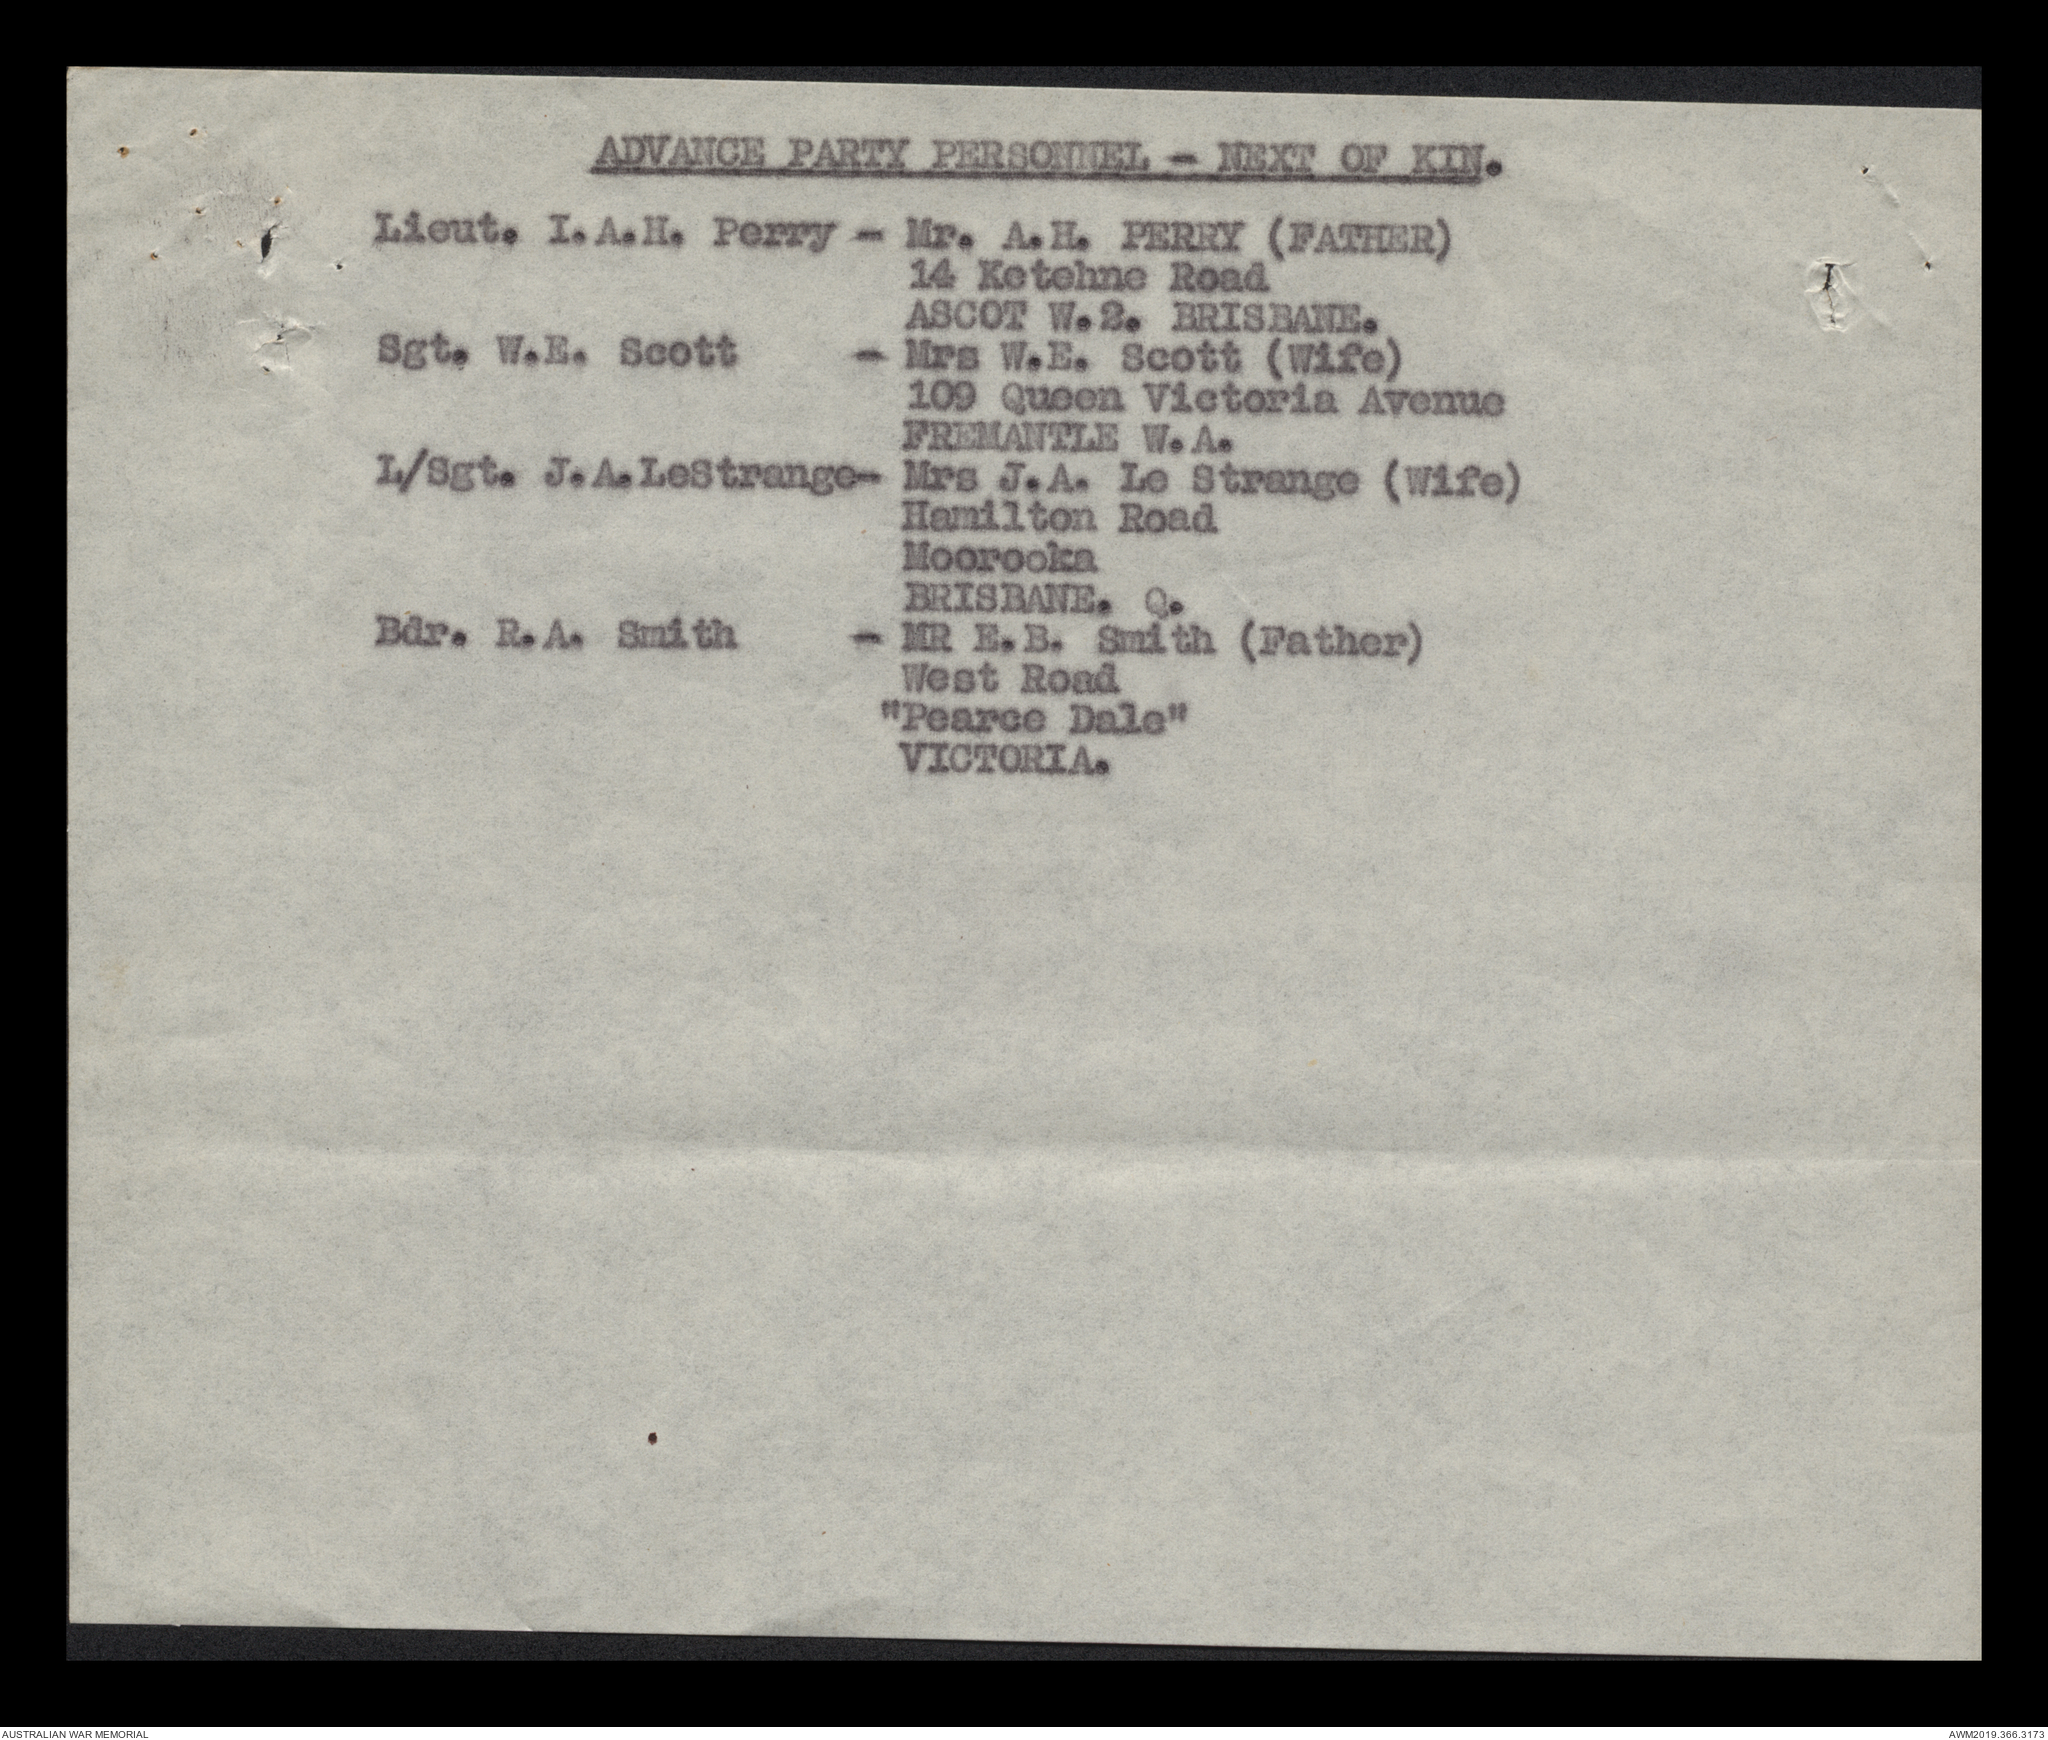 ADVANCE PARTY PERSONNEL - NEXT OF KIN.
Lieut. I.A.H. Perry - Mr. A.H. PERRY (FATHER)
14 Ketehne Road
ASCOT W.2. BRISBANE.
Sgt. W.E. Scott - Mrs W.E. Scott (Wife)
109 Queen Victoria Avenue
FREMANTLE W.A.
L/Sgt. J.A.LeStrange- Mrs J.A. Le Strange (Wife)
Hamilton Road
Moorooka
BRISBANE. Q.
Bdr. R.A. Smith - MR E.B. Smith (Father)
West Road
"Pearce Dale"
VICTORIA.
AUSTRALIAN WAR MEMORIAL
AWM2019.366.3173